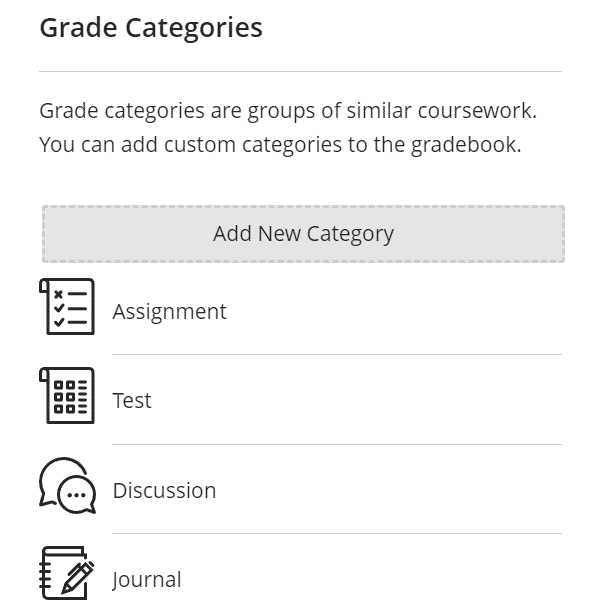 Grade Categories
Grade categories are groups of similar coursework.
You can add custom categories to the gradebook.
Add New Category
Assignment
Test
Discussion
Journal